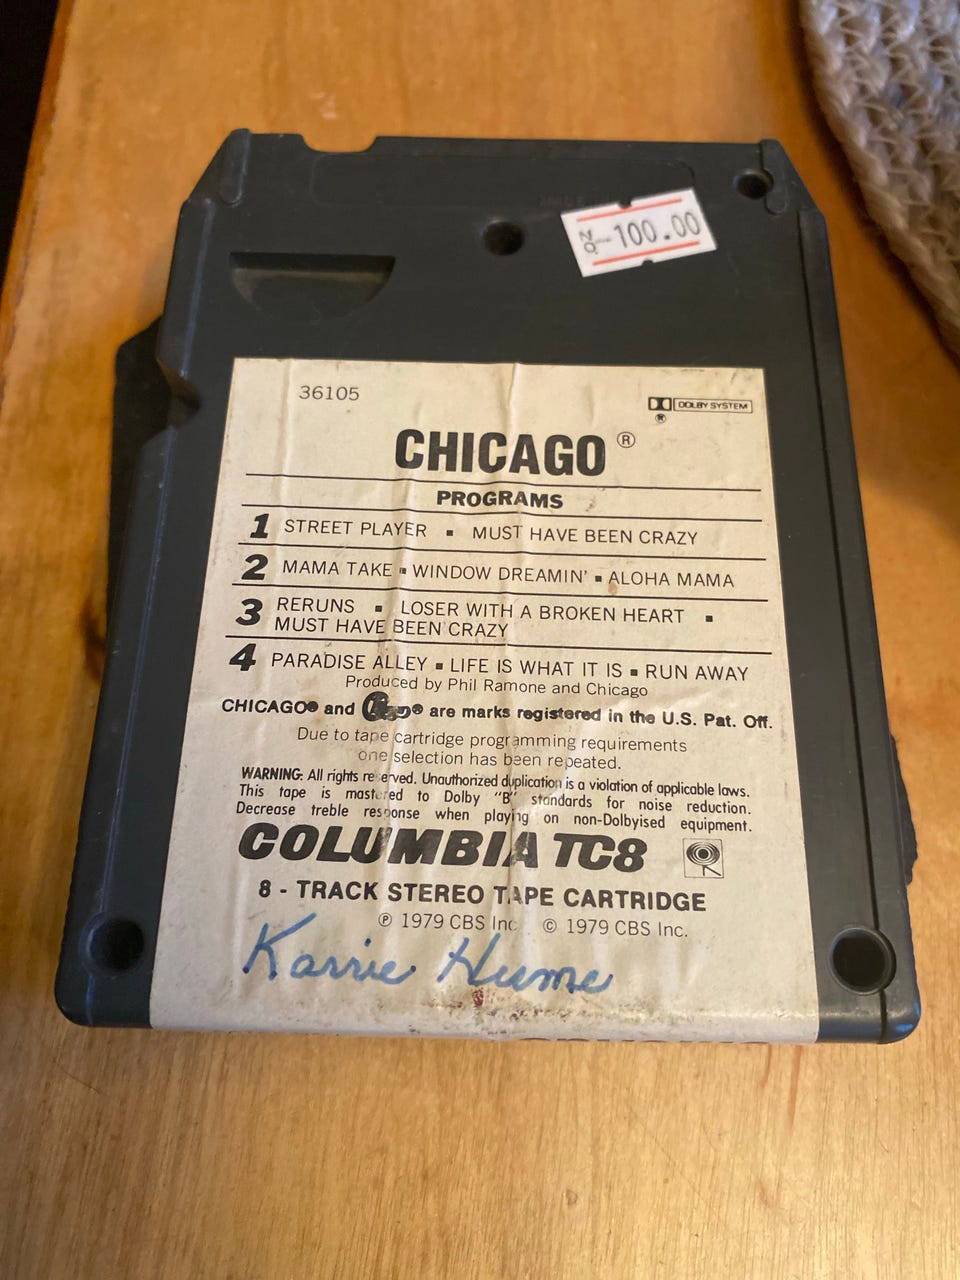 -100.00
36105
DOLBY SYSTEM
®
CHICAGO ®
PROGRAMS
1 STREET PLAYER ▪ MUST HAVE BEEN CRAZY
2 MAMA TAKE ▪ WINDOW DREAMIN' ▪ ALOHA MAMA
3 RERUNS ▪ LOSER WITH A BROKEN HEART ▪
MUST HAVE BEEN CRAZY
4 PARADISE ALLEY ▪ LIFE IS WHAT IT IS ▪ RUN AWAY
Produced by Phil Ramone and Chicago
CHICAGO® and Chicago® are marks registered in the U.S. Pat. Off.
Due to tape cartridge programming requirements
one selection has been repeated.
WARNING: All rights reserved. Unauthorized duplication is a violation of applicable laws.
This tape is mastered to Dolby "B" standards for noise reduction.
Decrease treble response when playing on non-Dolbyised equipment.
COLUMBIA TC8
8 - TRACK STEREO TAPE CARTRIDGE
℗ 1979 CBS Inc. © 1979 CBS Inc.
Karrie Hume